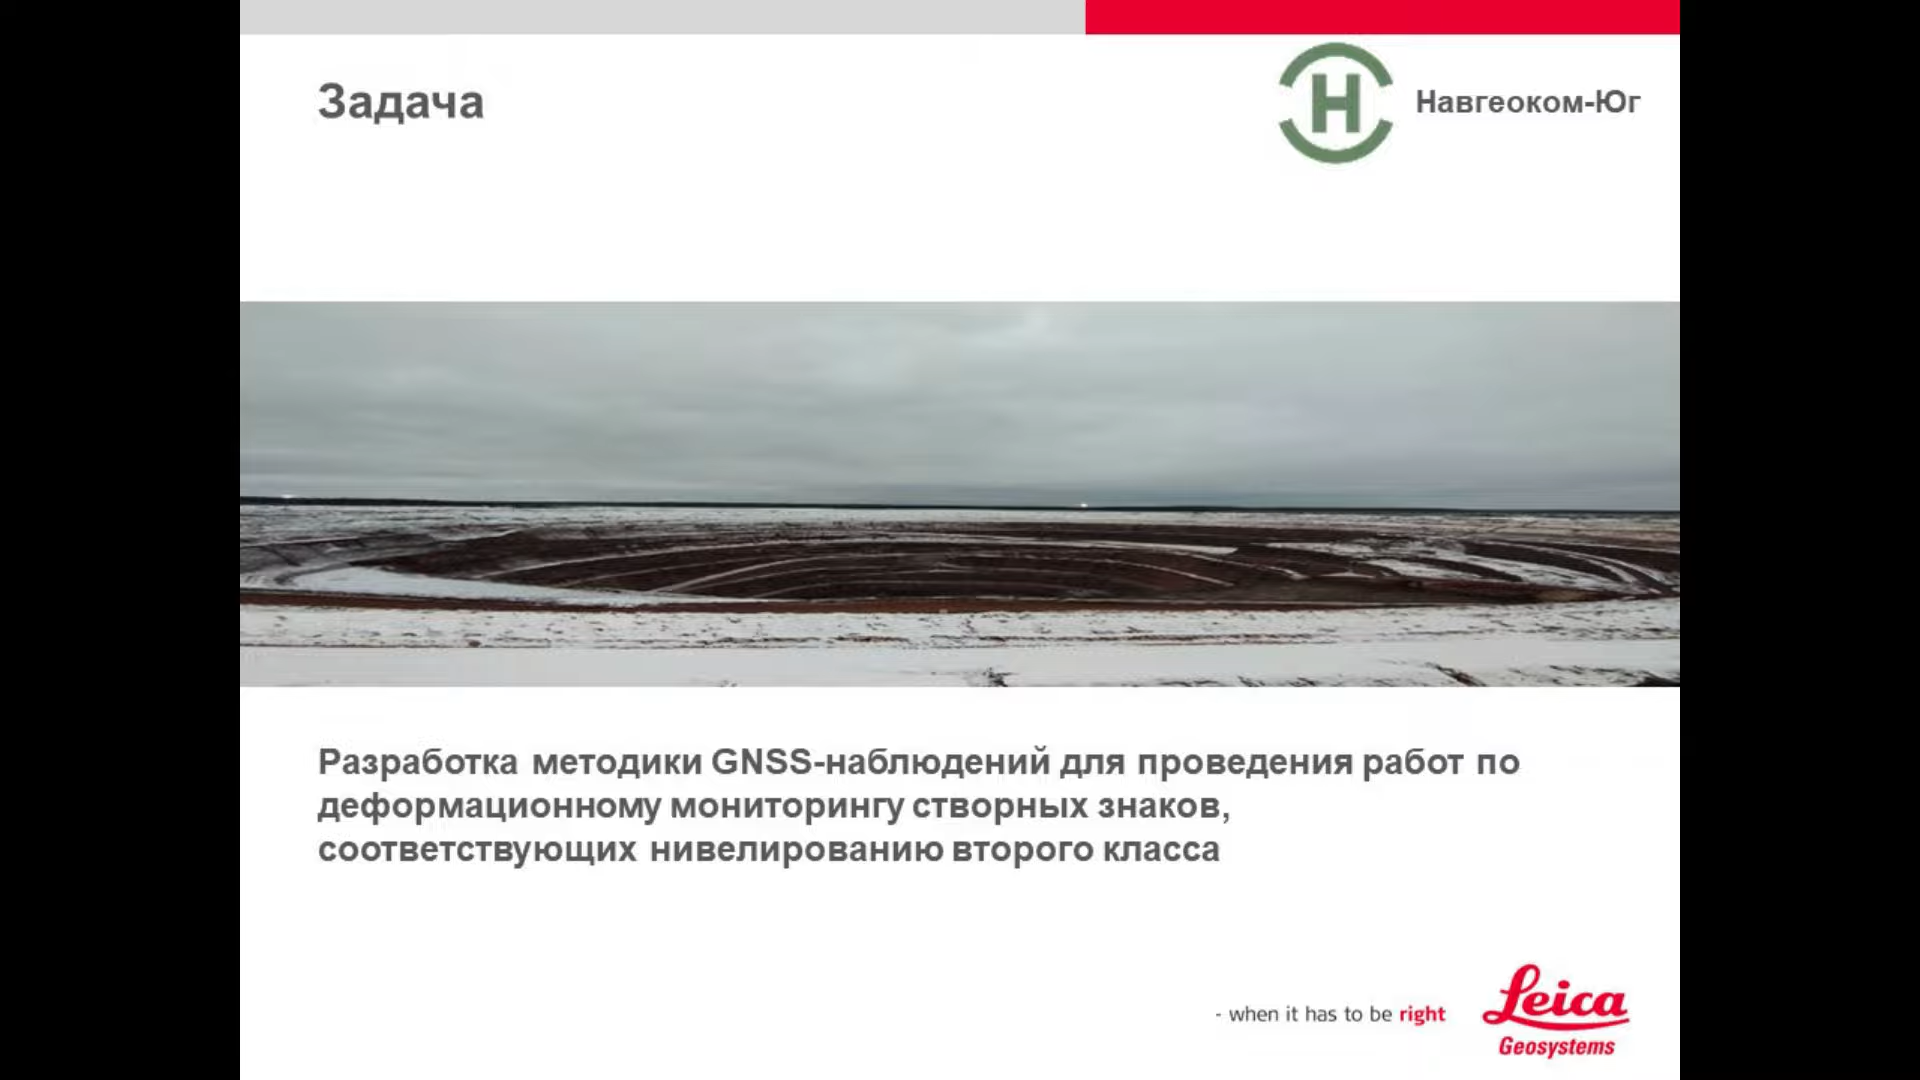 Задача
Н
Навгеоком-Юг
Разработка методики GNSS-наблюдений для проведения работ по
деформационному мониторингу створных знаков,
соответствующих нивелированию второго класса
- when it has to be right
Leica
Geosystems